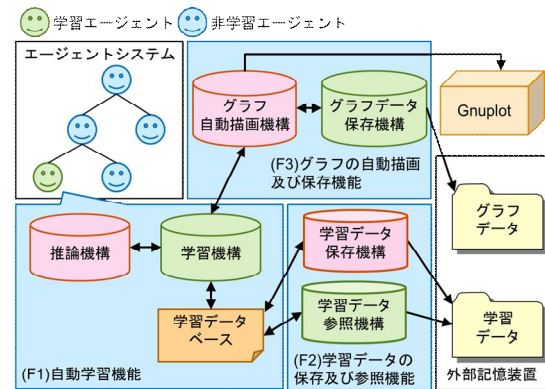 学習エージェント
非学習エージェント
エージェントシステム
グラフ
自動描画機構
グラフデータ
保存機構
Gnuplot
(F3)グラフの自動描画
及び保存機能
グラフ
データ
推論機構
学習機構
学習データ
保存機構
学習データ
ベース
学習データ
参照機構
学習
データ
(F1)自動学習機能
(F2)学習データの
保存及び参照機能
外部記憶装置